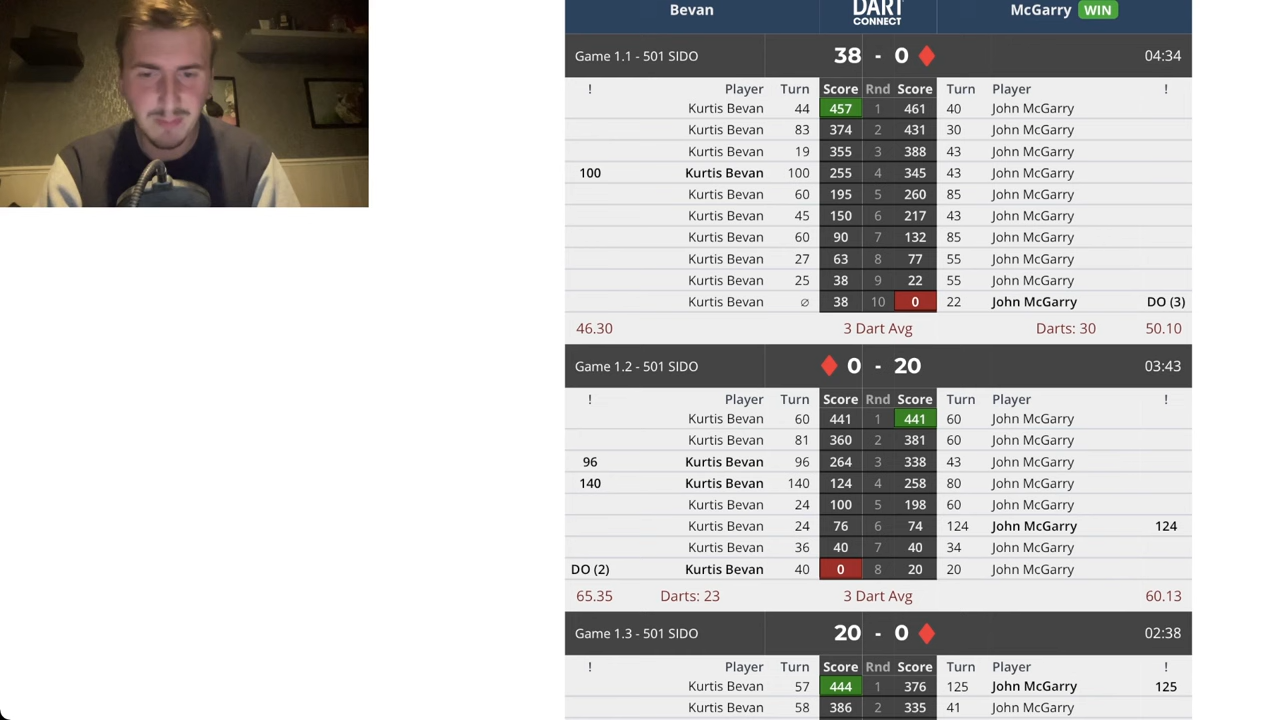 Bevan DART CONNECT McGarry WIN
Game 1.1 - 501 SIDO 38 - 0 04:34
! Player Turn Score Rnd Score Turn Player !
Kurtis Bevan 44 457 1 461 40 John McGarry
Kurtis Bevan 83 374 2 431 30 John McGarry
Kurtis Bevan 19 355 3 388 43 John McGarry
100 Kurtis Bevan 100 255 4 345 43 John McGarry
Kurtis Bevan 60 195 5 260 85 John McGarry
Kurtis Bevan 45 150 6 217 43 John McGarry
Kurtis Bevan 60 90 7 132 85 John McGarry
Kurtis Bevan 27 63 8 77 55 John McGarry
Kurtis Bevan 25 38 9 22 55 John McGarry
Kurtis Bevan ∅ 38 10 0 22 John McGarry DO (3)
46.30 3 Dart Avg Darts: 30 50.10
Game 1.2 - 501 SIDO 0 - 20 03:43
! Player Turn Score Rnd Score Turn Player !
Kurtis Bevan 60 441 1 441 60 John McGarry
Kurtis Bevan 81 360 2 381 60 John McGarry
96 Kurtis Bevan 96 264 3 338 43 John McGarry
140 Kurtis Bevan 140 124 4 258 80 John McGarry
Kurtis Bevan 24 100 5 198 60 John McGarry
Kurtis Bevan 24 76 6 74 124 John McGarry 124
Kurtis Bevan 36 40 7 40 34 John McGarry
DO (2) Kurtis Bevan 40 0 8 20 20 John McGarry
65.35 Darts: 23 3 Dart Avg 60.13
Game 1.3 - 501 SIDO 20 - 0 02:38
! Player Turn Score Rnd Score Turn Player !
Kurtis Bevan 57 444 1 376 125 John McGarry 125
Kurtis Bevan 58 386 2 335 41 John McGarry